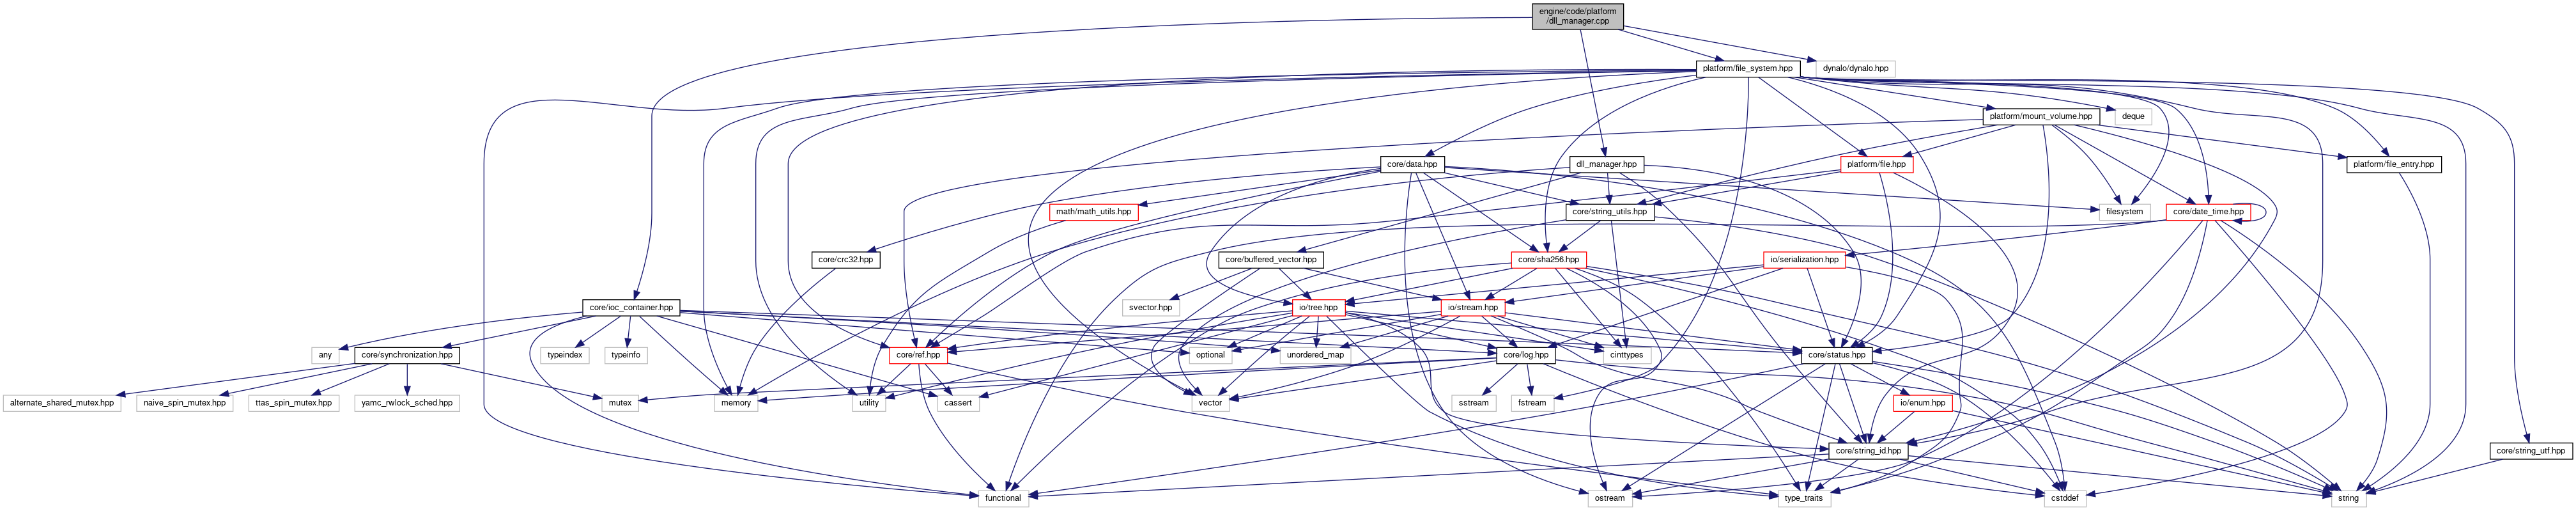 engine/code/platform
/dll_manager.cpp
platform/file_system.hpp
dynalo/dynalo.hpp
platform/mount_volume.hpp
deque
core/data.hpp
dll_manager.hpp
platform/file.hpp
platform/file_entry.hpp
math/math_utils.hpp
core/string_utils.hpp
filesystem
core/date_time.hpp
core/crc32.hpp
core/buffered_vector.hpp
core/sha256.hpp
io/serialization.hpp
core/ioc_container.hpp
svector.hpp
io/tree.hpp
io/stream.hpp
any
core/synchronization.hpp
typeindex
typeinfo
core/ref.hpp
optional
unordered_map
core/log.hpp
cinttypes
core/status.hpp
alternate_shared_mutex.hpp
naive_spin_mutex.hpp
ttas_spin_mutex.hpp
yamc_rwlock_sched.hpp
mutex
memory
utility
cassert
vector
sstream
fstream
io/enum.hpp
core/string_id.hpp
core/string_utf.hpp
functional
ostream
type_traits
cstddef
string